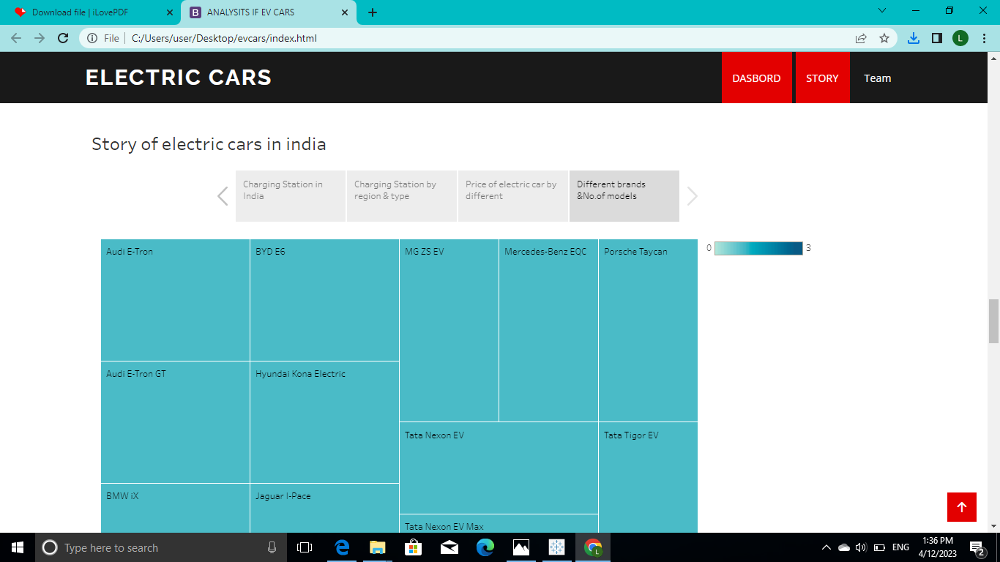 Download file | iLovePDF
ANALYSITS IF EV CARS
File
C:/Users/user/Desktop/evcars/index.html
L
ELECTRIC CARS
DASBORD
STORY
Team
Story of electric cars in india
Charging Station in
India
Charging Station by
region & type
Price of electric car by
different
Different brands
&No.of models
Audi E-Tron
BYD E6
MG ZS EV
Mercedes-Benz EQC
Porsche Taycan
0
3
Audi E-Tron GT
Hyundai Kona Electric
Tata Nexon EV
Tata Tigor EV
BMW iX
Jaguar I-Pace
Tata Nexon EV Max
Type here to search
L
ENG
1:36 PM
4/12/2023
2